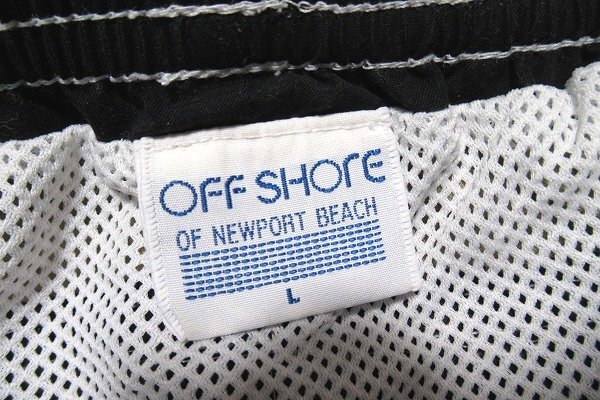 OFF SHORE
OF NEWPORT BEACH
L